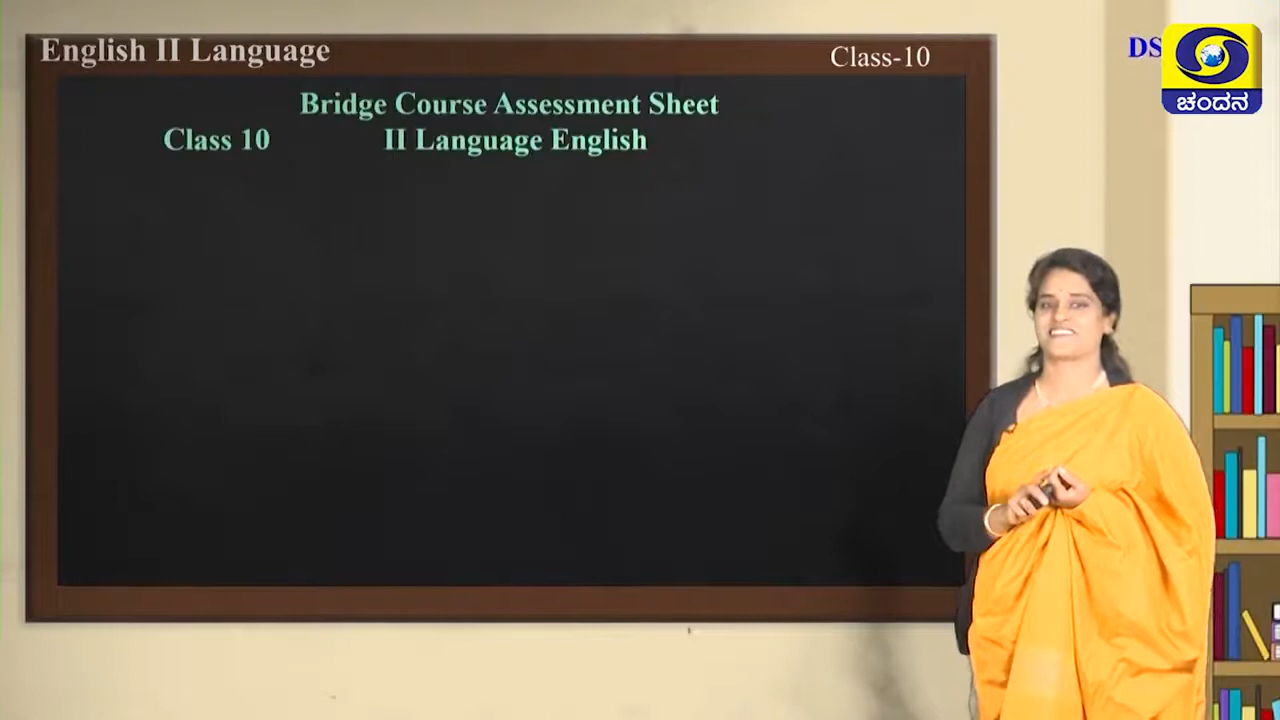 English II Language
Class-10
DS
ಚಂದನ
Bridge Course Assessment Sheet
Class 10 II Language English